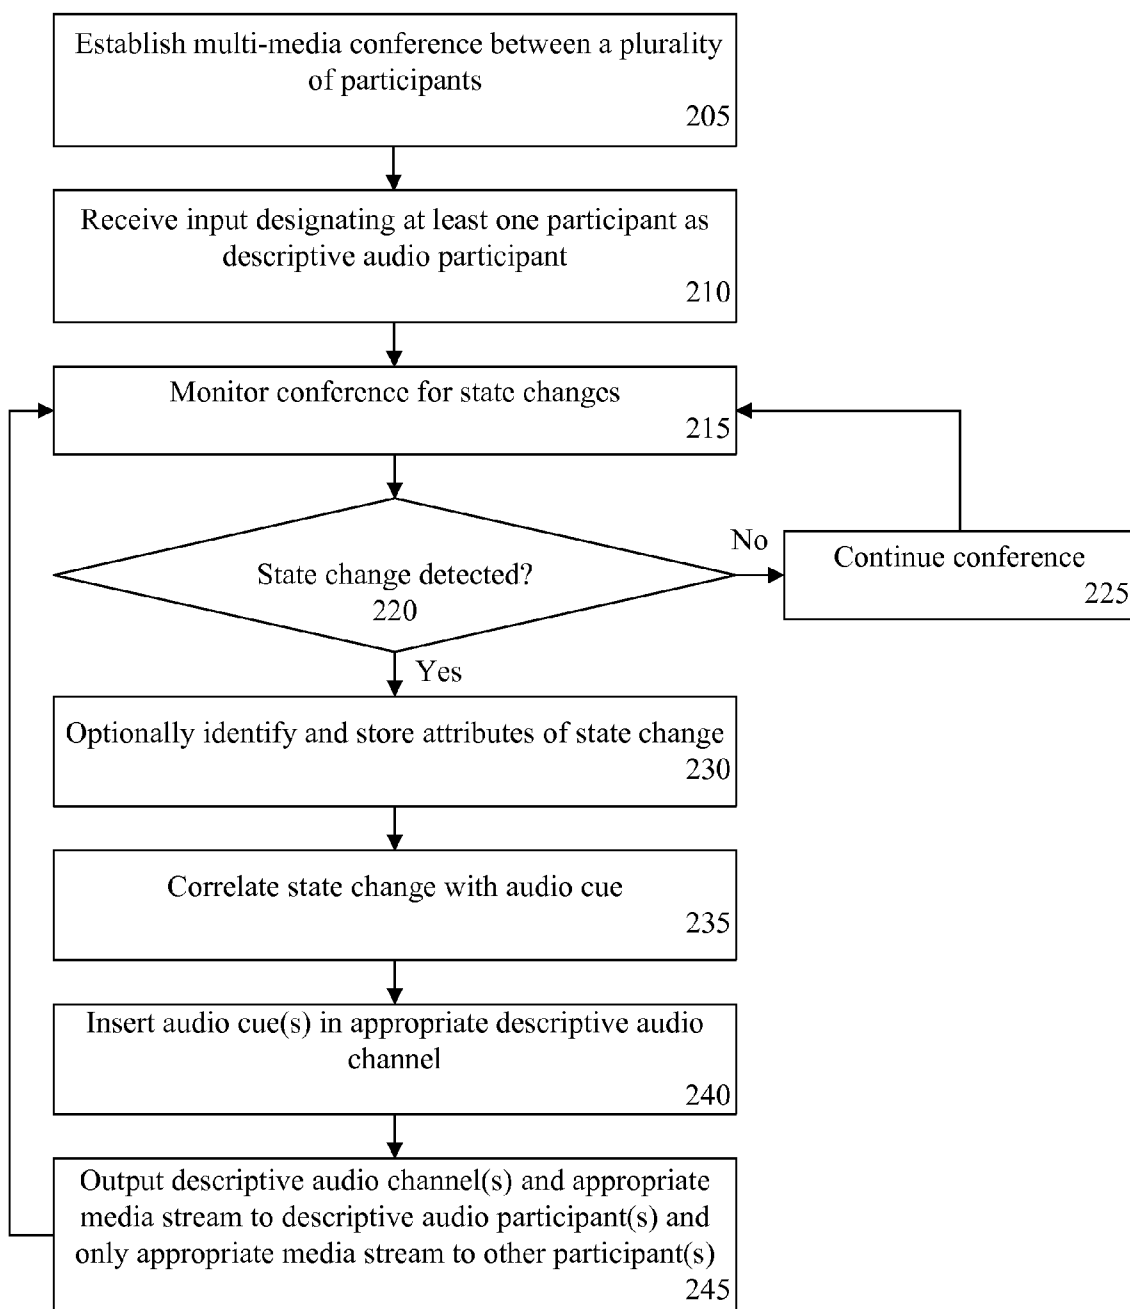 Establish multi-media conference between a plurality
of participants
205
Receive input designating at least one participant as
descriptive audio participant
210
Monitor conference for state changes
215
State change detected?
220
No
Continue conference
225
Yes
Optionally identify and store attributes of state change
230
Correlate state change with audio cue
235
Insert audio cue(s) in appropriate descriptive audio
channel
240
Output descriptive audio channel(s) and appropriate
media stream to descriptive audio participant(s) and
only appropriate media stream to other participant(s)
245